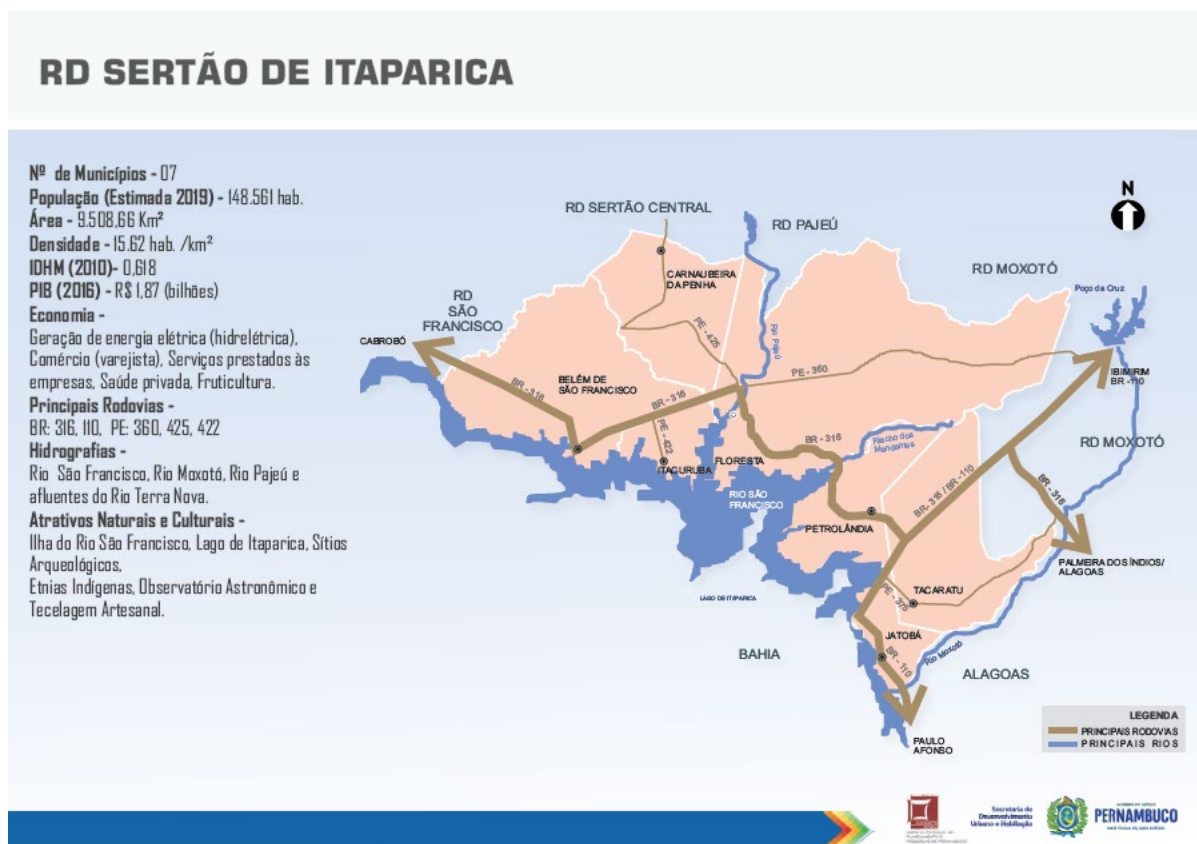 RD SERTÃO DE ITAPARICA
Nº de Municípios - 07
População (Estimada 2019) - 148.561 hab.
Área - 9.508,66 Km²
Densidade - 15.62 hab. /km²
IDHM (2010)- 0,618
PIB (2016) - R$ 1,87 (bilhões)
Economia -
Geração de energia elétrica (hidrelétrica),
Comércio (varejista), Serviços prestados às
empresas, Saúde privada, Fruticultura.
Principais Rodovias -
BR: 316, 110, PE: 360, 425, 422
Hidrografias -
Rio São Francisco, Rio Moxotó, Rio Pajeú e
afluentes do Rio Terra Nova.
Atrativos Naturais e Culturais -
Ilha do Rio São Francisco, Lago de Itaparica, Sítios
Arqueológicos,
Etnias Indígenas, Observatório Astronômico e
Tecelagem Artesanal.
N
RD SERTÃO CENTRAL
RD PAJEÚ
RD MOXOTÓ
CARNAUBEIRA
DA PENHA
Poço da Cruz
RD
SÃO
FRANCISCO
CABROBÓ
PE - 425
Rio Pajeú
PE - 360
IBIMIRIM
BR -110
BELÉM DE
SÃO FRANCISCO
BR - 316
BR - 316
PE - 422
BR - 316
Riacho dos
Mandantes
RD MOXOTÓ
ITACURUBA
FLORESTA
RIO SÃO
FRANCISCO
BR- 316 / BR -110
BR - 316
PETROLÂNDIA
PALMEIRA DOS ÍNDIOS/
ALAGOAS
LAGO DE ITAPARICA
PE - 375
TACARATU
JATOBÁ
BR - 110
Rio Moxotó
BAHIA
ALAGOAS
PAULO
AFONSO
LEGENDA
PRINCIPAIS RODOVIAS
PRINCIPAIS RIOS
Secretaria de
Desenvolvimento
Urbano e Habitação
PERNAMBUCO